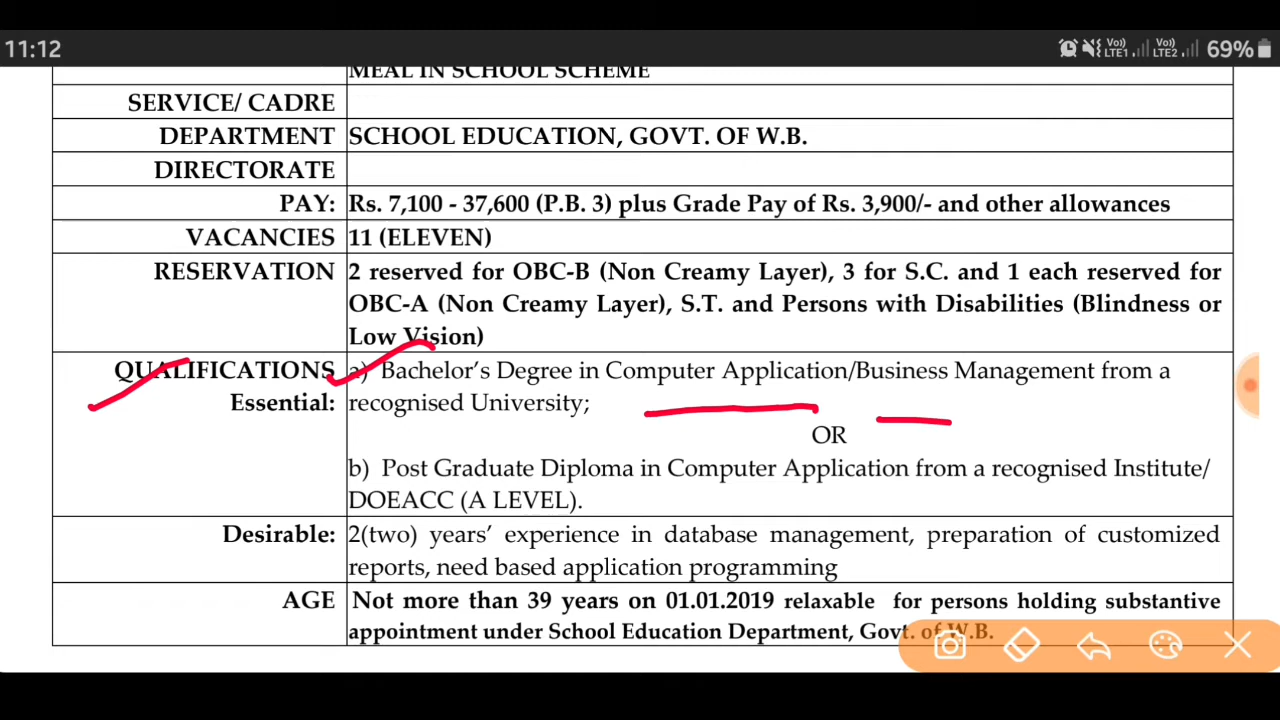 11:12 Vo) LTE1 Vo) LTE2 69%
MEAL IN SCHOOL SCHEME
SERVICE/ CADRE
DEPARTMENT SCHOOL EDUCATION, GOVT. OF W.B.
DIRECTORATE
PAY: Rs. 7,100 - 37,600 (P.B. 3) plus Grade Pay of Rs. 3,900/- and other allowances
VACANCIES 11 (ELEVEN)
RESERVATION 2 reserved for OBC-B (Non Creamy Layer), 3 for S.C. and 1 each reserved for
OBC-A (Non Creamy Layer), S.T. and Persons with Disabilities (Blindness or
Low Vision)
QUALIFICATIONS a) Bachelor's Degree in Computer Application/Business Management from a
Essential: recognised University;
OR
b) Post Graduate Diploma in Computer Application from a recognised Institute/
DOEACC (A LEVEL).
Desirable: 2(two) years' experience in database management, preparation of customized
reports, need based application programming
AGE Not more than 39 years on 01.01.2019 relaxable for persons holding substantive
appointment under School Education Department, Govt. of W.B.